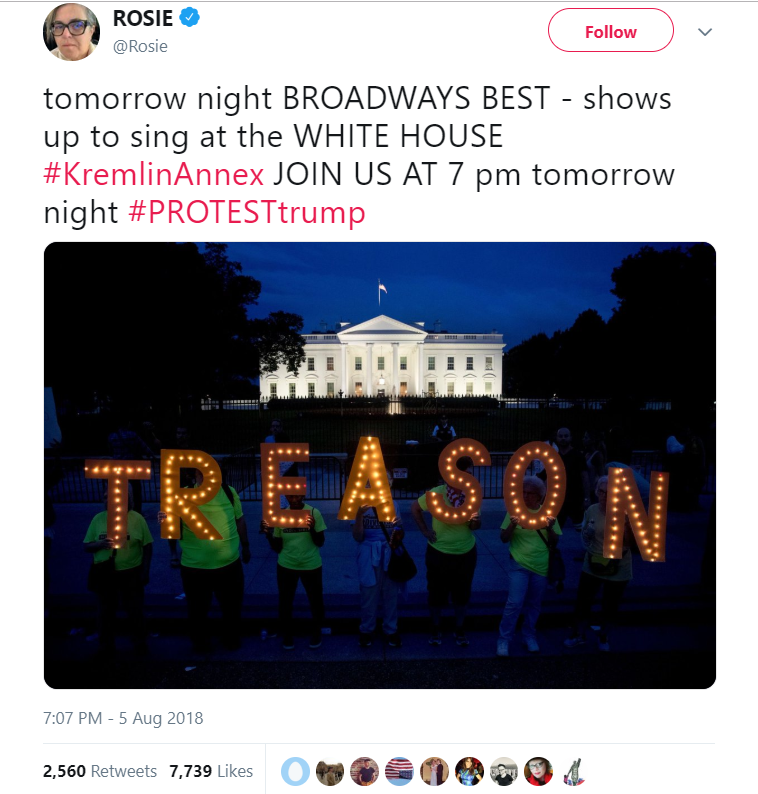 ROSIE
@Rosie
Follow
tomorrow night BROADWAYS BEST - shows
up to sing at the WHITE HOUSE
#KremlinAnnex JOIN US AT 7 pm tomorrow
night #PROTESTtrump
TREASON
7:07 PM - 5 Aug 2018
2,560 Retweets 7,739 Likes